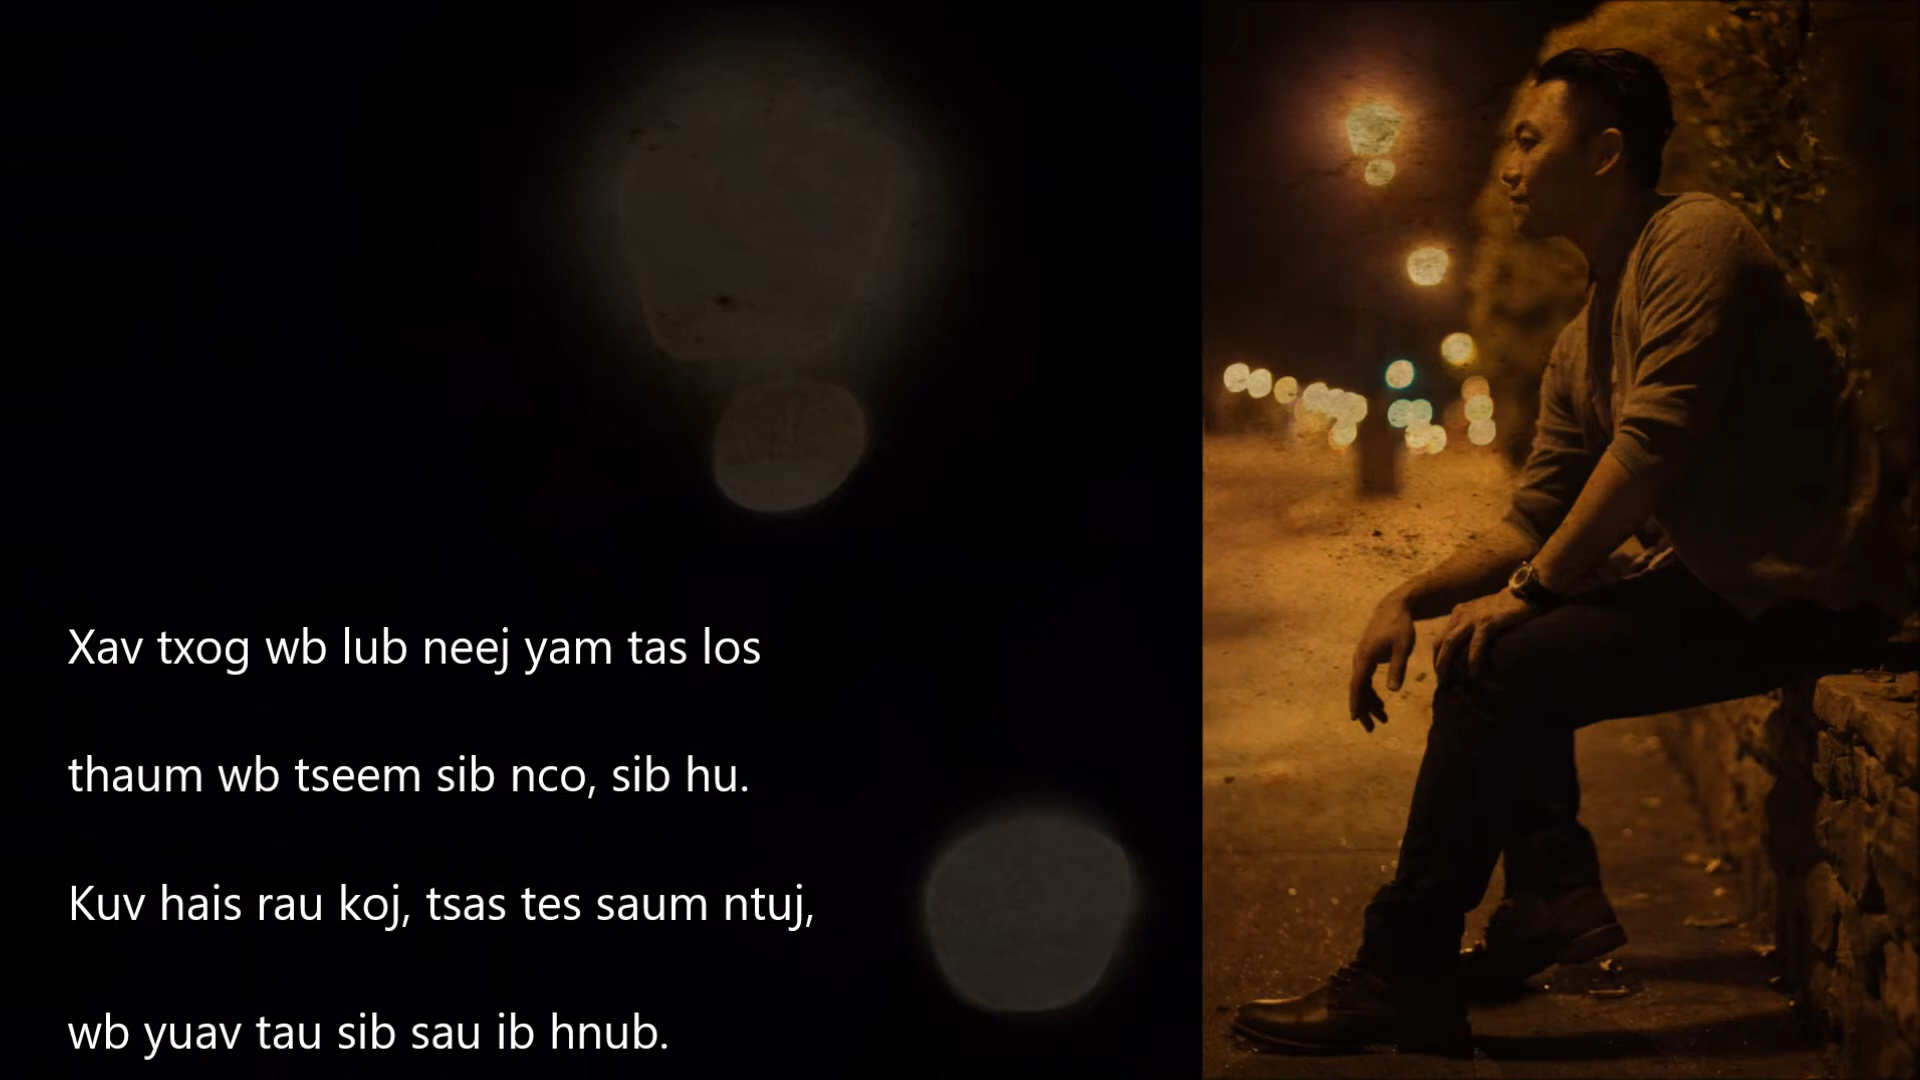 Xav txog wb lub neej yam tas los
thaum wb tseem sib nco, sib hu.
Kuv hais rau koj, tsas tes saum ntuj,
wb yuav tau sib sau ib hnub.